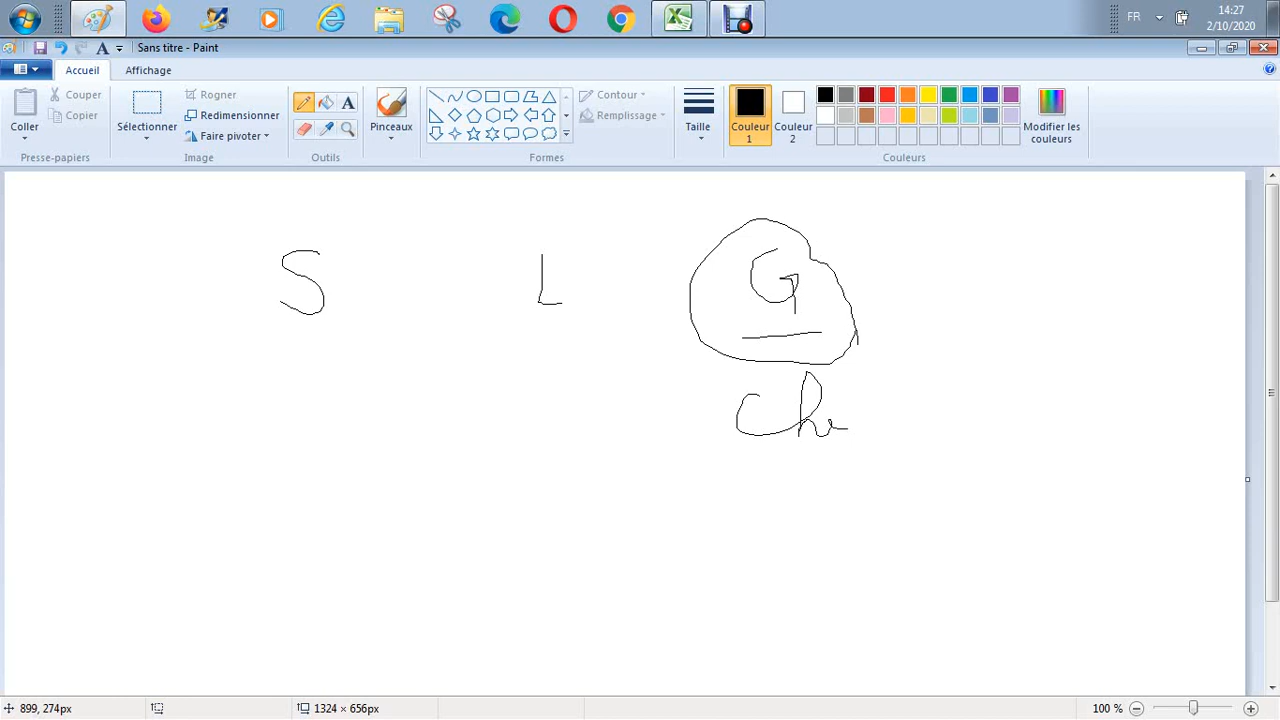 FR
14:27
2/10/2020
Sans titre - Paint
Accueil
Affichage
Coller
Couper
Copier
Presse-papiers
Sélectionner
Rogner
Redimensionner
Faire pivoter
Image
A
Outils
Pinceaux
Contour
Remplissage
Formes
Taille
Couleur
1
Couleur
2
Modifier les
couleurs
Couleurs
S L G
Ch
899, 274px
1324 × 656px
100 %